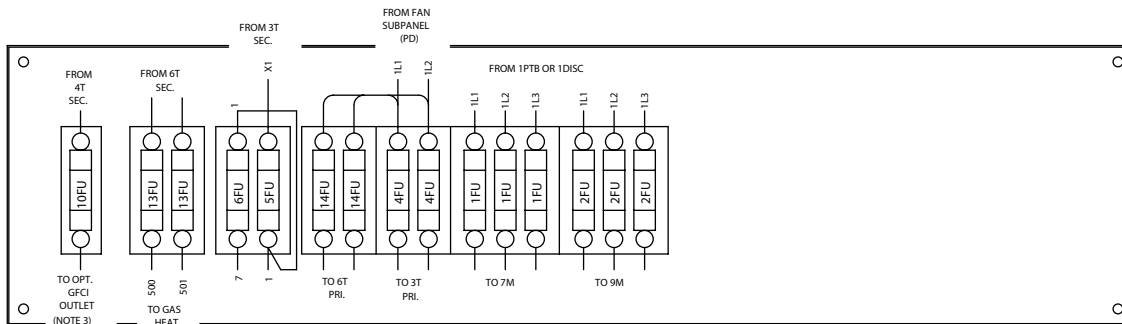 FROM 3T
SEC.
FROM FAN
SUBPANEL
(PD)
FROM
4T
SEC.
FROM 6T
SEC.
X1
1L1
1L2
FROM 1PTB OR 1DISC
1
1L1
1L2
1L3
1L1
1L2
1L3
10FU
13FU
13FU
6FU
5FU
14FU
14FU
4FU
4FU
1FU
1FU
1FU
2FU
2FU
2FU
TO OPT.
GFCI
OUTLET
(NOTE 3)
500
501
TO GAS
HEAT
7
1
TO 6T
PRI.
TO 3T
PRI.
TO 7M
TO 9M